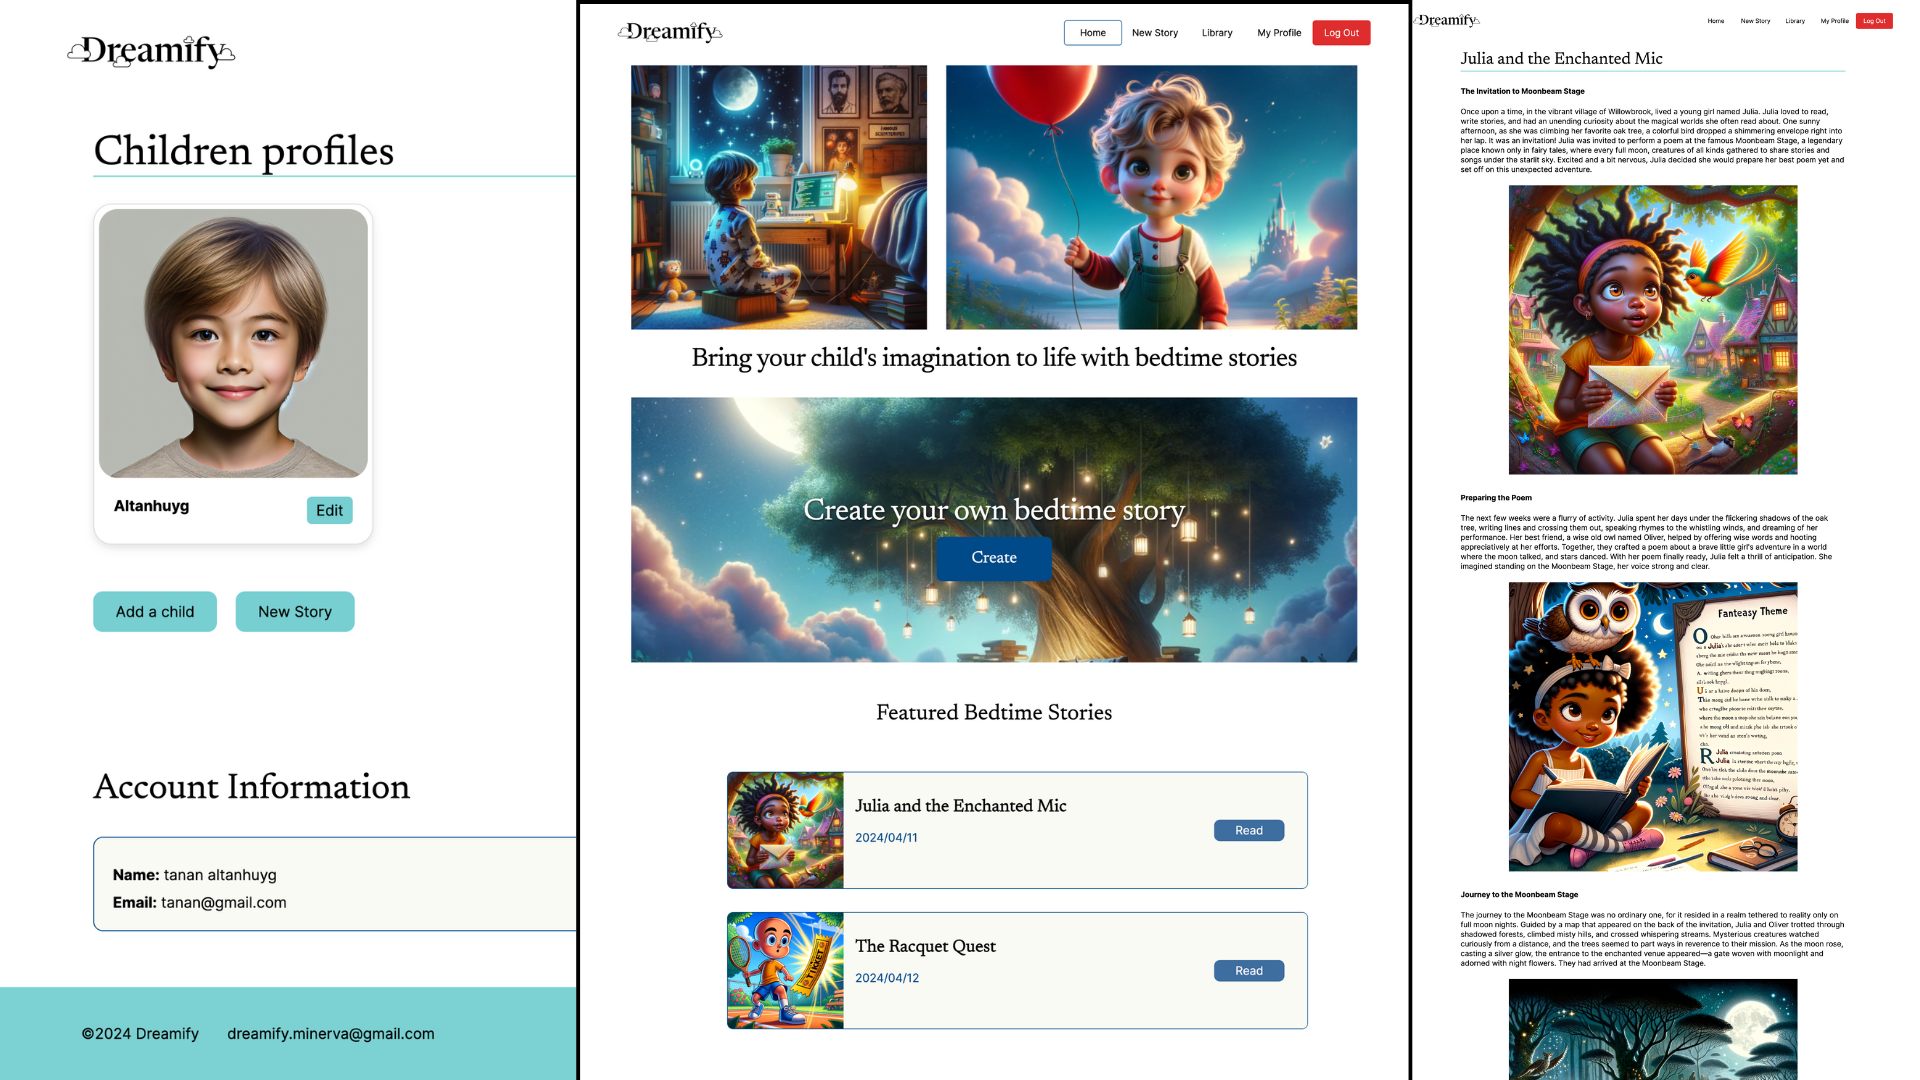 Dreamify
Children profiles
Altanhuyg
Edit
Add a child
New Story
Account Information
Name: tanan altanhuyg
Email: tanan@gmail.com
©2024 Dreamify
dreamify.minerva@gmail.com
Dreamify
Home
New Story
Library
My Profile
Log Out
Bring your child's imagination to life with bedtime stories
Create your own bedtime story
Create
Featured Bedtime Stories
Julia and the Enchanted Mic
2024/04/11
Read
The Racquet Quest
2024/04/12
Read
Dreamify
Home
New Story
Library
My Profile
Log Out
Julia and the Enchanted Mic
The Invitation to Moonbeam Stage
Once upon a time, in the vibrant village of Willowbrook, lived a young girl named Julia. Julia loved to read,
write stories, and had an unending curiosity about the magical worlds she often read about. One sunny
afternoon, as she was climbing her favorite oak tree, a colorful bird dropped a shimmering envelope right into
her lap. It was an invitation! Julia was invited to perform a poem at the famous Moonbeam Stage, a legendary
place known only in fairy tales, where every full moon, creatures of all kinds gathered to share stories and
songs under the starlit sky. Excited and a bit nervous, Julia decided she would prepare her best poem yet and
set off on this unexpected adventure.
Preparing the Poem
The next few weeks were a flurry of activity. Julia spent her days under the flickering shadows of the oak
tree, writing lines and crossing them out, speaking rhymes to the whistling winds, and dreaming of her
performance. Her best friend, a wise old owl named Oliver, helped by offering wise words and hooting
appreciatively at her efforts. Together, they crafted a poem about a brave little girl's adventure in a world
where the moon talked, and stars danced. With her poem finally ready, Julia felt a thrill of anticipation. She
imagined standing on the Moonbeam Stage, her voice strong and clear.
Fanteasy Theme
Journey to the Moonbeam Stage
The journey to the Moonbeam Stage was no ordinary one, for it resided in a realm tethered to reality only on
full moon nights. Guided by a map that appeared on the back of the invitation, Julia and Oliver trotted through
shadowed forests, climbed misty hills, and crossed whispering streams. Mysterious creatures watched
curiously from a distance, and the trees seemed to part ways in reverence to their mission. As the moon rose,
casting a silver glow, the entrance to the enchanted venue appeared—a gate woven with moonlight and
adorned with night flowers. They had arrived at the Moonbeam Stage.